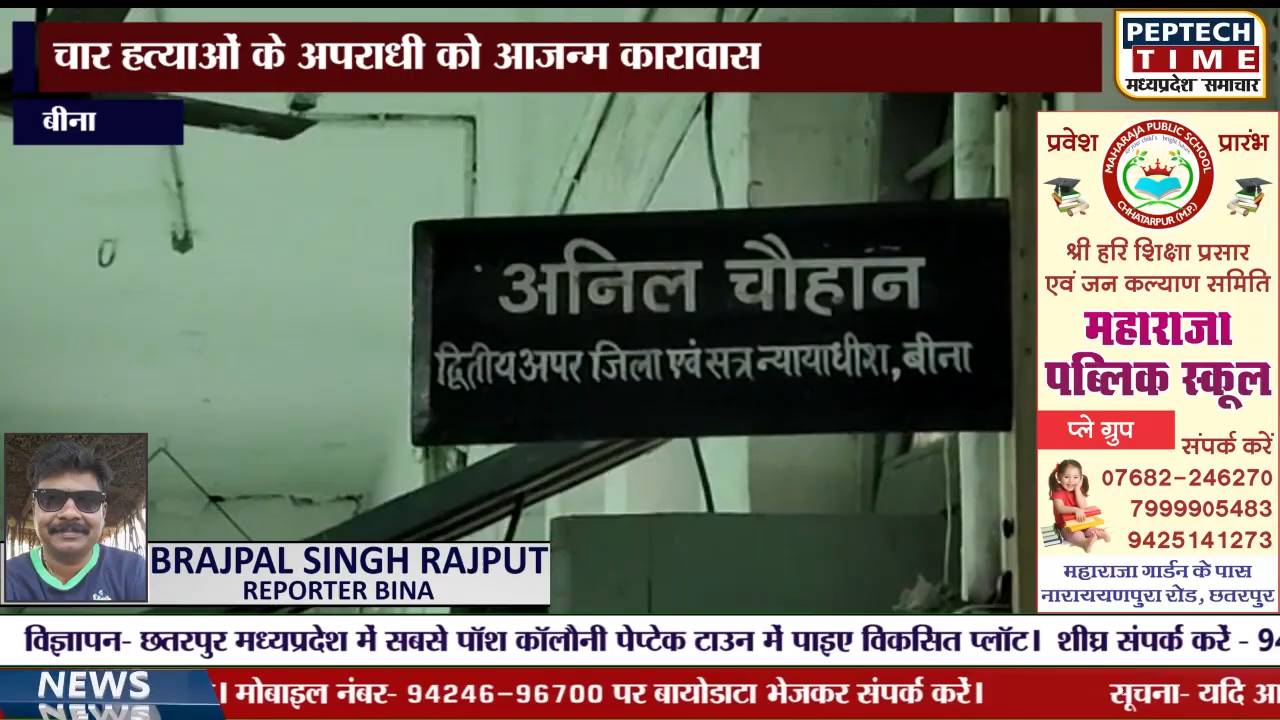 चार हत्याओं के अपराधी को आजन्म कारावास
बीना
PEPTECH
TIME
मध्यप्रदेश समाचार
अनिल चौहान
द्वितीय अपर जिला एवं सत्र न्यायाधीश, बीना
BRAJPAL SINGH RAJPUT
REPORTER BINA
प्रवेश प्रारंभ
MAHARAJA PUBLIC SCHOOL
CHHATARPUR (M.P.)
श्री हरि शिक्षा प्रसार
एवं जन कल्याण समिति
महाराजा
पब्लिक स्कूल
प्ले ग्रुप
संपर्क करें
07682-246270
7999905483
9425141273
महाराजा गार्डन के पास
नाराययणपुरा रोड, छतरपुर
विज्ञापन- छतरपुर मध्यप्रदेश में सबसे पॉश कॉलौनी पेप्टेक टाउन में पाइए विकसित प्लॉट। शीघ्र संपर्क करें - 94
NEWS
। मोबाइल नंबर- 94246-96700 पर बायोडाटा भेजकर संपर्क करें। सूचना- यदि आ